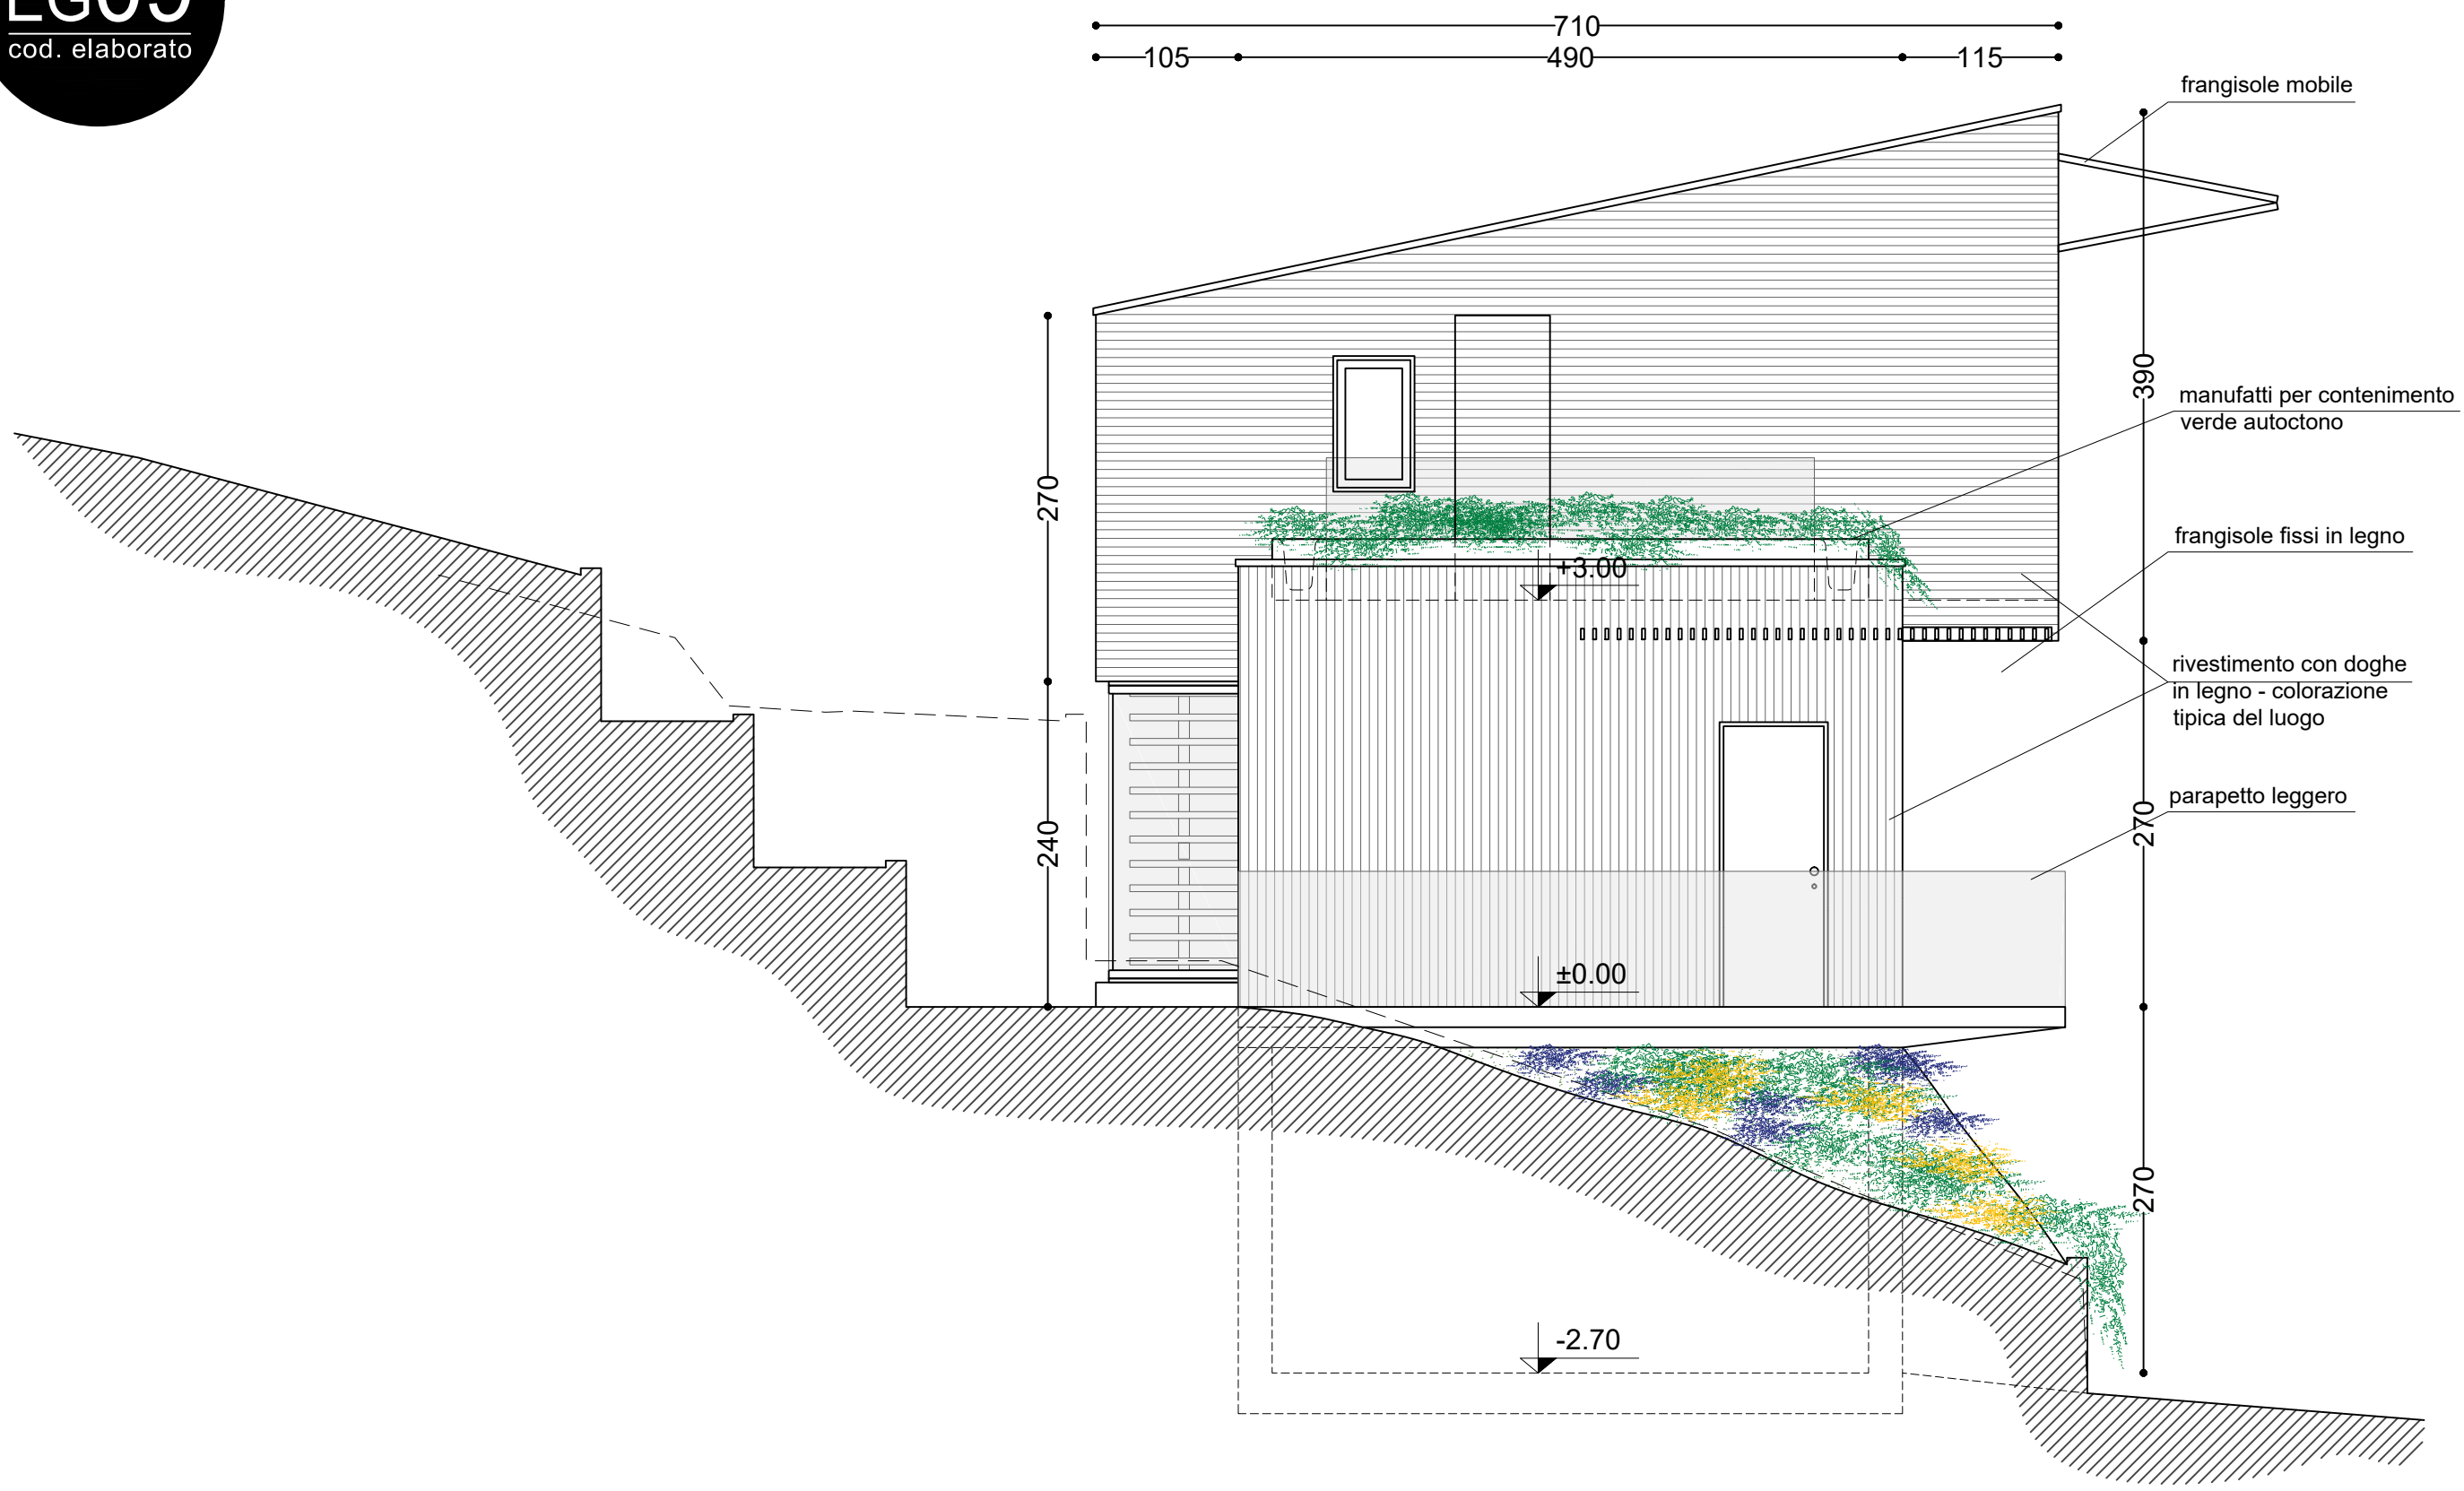 cod. elaborato
710
105 490 115
frangisole mobile
390
manufatti per contenimento
verde autoctono
270
frangisole fissi in legno
+3.00
rivestimento con doghe
in legno - colorazione
tipica del luogo
parapetto leggero
240
270
±0.00
270
-2.70